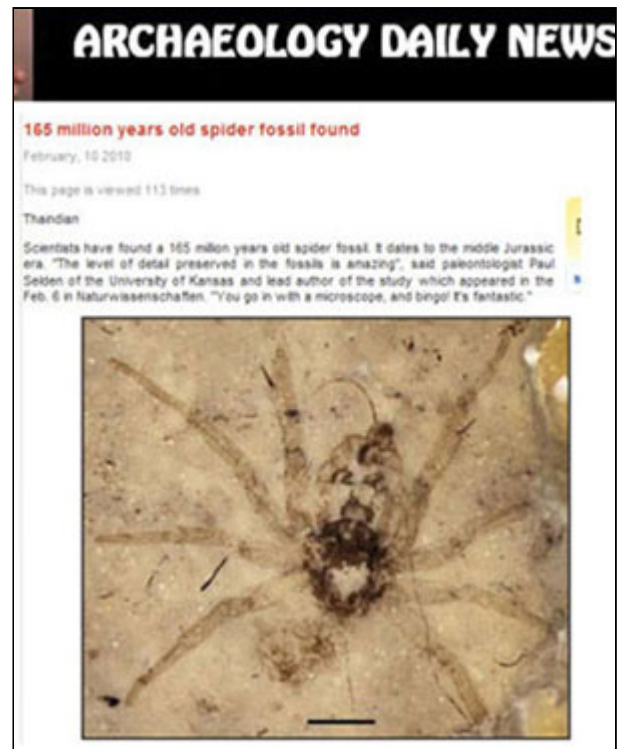 ARCHAEOLOGY DAILY NEWS
165 million years old spider fossil found
February, 10 2010
This page is viewed 113 times
Thandian
Scientists have found a 165 million years old spider fossil. It dates to the middle Jurassic
era. "The level of detail preserved in the fossils is amazing", said paleontologist Paul
Selden of the University of Kansas and lead author of the study which appeared in the
Feb. 6 in Naturwissenschaften. "You go in with a microscope, and bingo! It's fantastic."